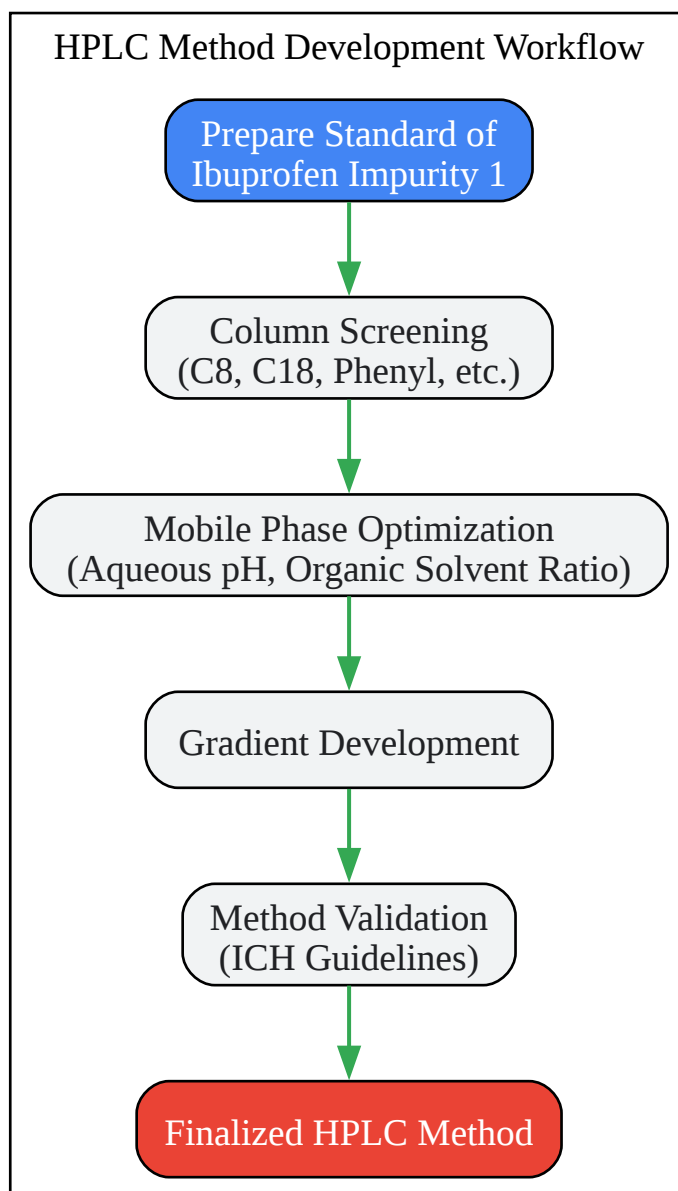 HPLC Method Development Workflow
Prepare Standard of
Ibuprofen Impurity 1
Column Screening
(C8, C18, Phenyl, etc.)
Mobile Phase Optimization
(Aqueous pH, Organic Solvent Ratio)
Gradient Development
Method Validation
(ICH Guidelines)
Finalized HPLC Method